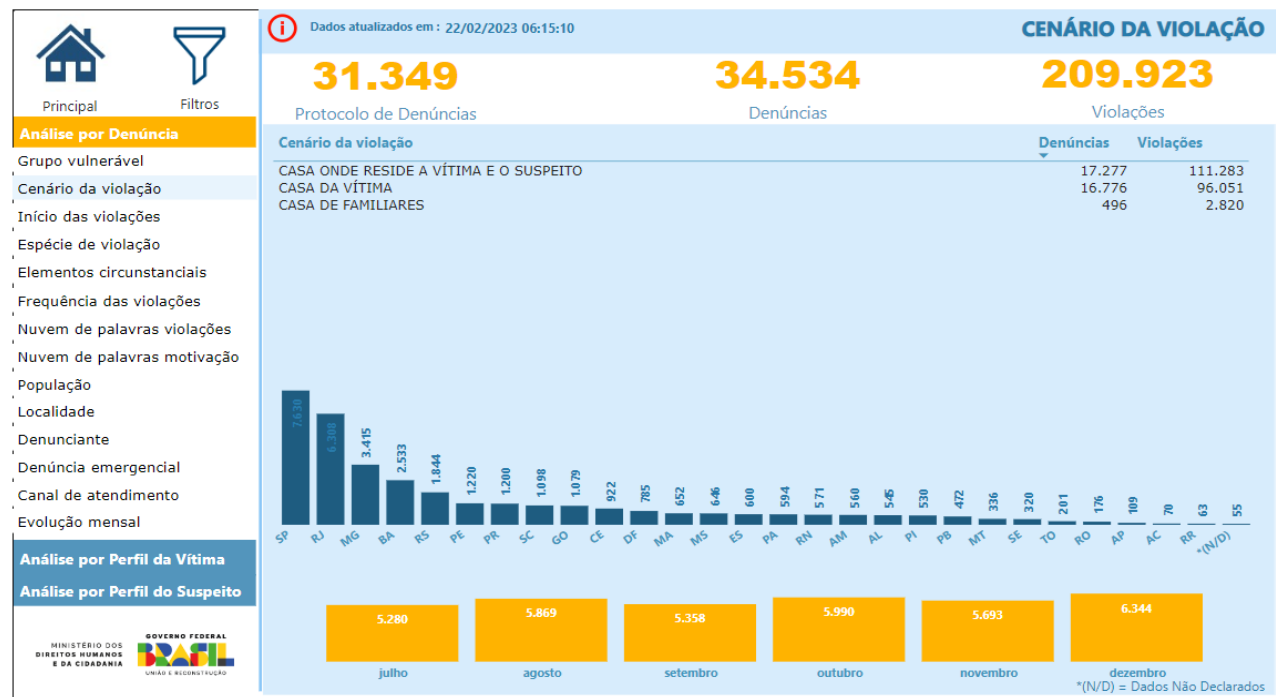 Principal
Filtros
Análise por Denúncia
Grupo vulnerável
Cenário da violação
Início das violações
Espécie de violação
Elementos circunstanciais
Frequência das violações
Nuvem de palavras violações
Nuvem de palavras motivação
População
Localidade
Denunciante
Denúncia emergencial
Canal de atendimento
Evolução mensal
Análise por Perfil da Vítima
Análise por Perfil do Suspeito
MINISTÉRIO DOS
DIREITOS HUMANOS
E DA CIDADANIA
GOVERNO FEDERAL
BRASIL
UNIÃO E RECONSTRUÇÃO
i Dados atualizados em : 22/02/2023 06:15:10
CENÁRIO DA VIOLAÇÃO
31.349 34.534 209.923
Protocolo de Denúncias Denúncias Violações
Cenário da violação Denúncias Violações
CASA ONDE RESIDE A VÍTIMA E O SUSPEITO 17.277 111.283
CASA DA VÍTIMA 16.776 96.051
CASA DE FAMILIARES 496 2.820
7.630 6.308 3.415 2.533 1.844 1.220 1.200 1.098 1.079 922 785 652 646 600 594 571 560 545 530 472 336 320 201 176 109 70 63 55
SP RJ MG BA RS PE PR SC GO CE DF MA MS ES PA RN AM AL PI PB MT SE TO RO AP AC RR *(N/D)
5.280 5.869 5.358 5.990 5.693 6.344
julho agosto setembro outubro novembro dezembro
*(N/D) = Dados Não Declarados